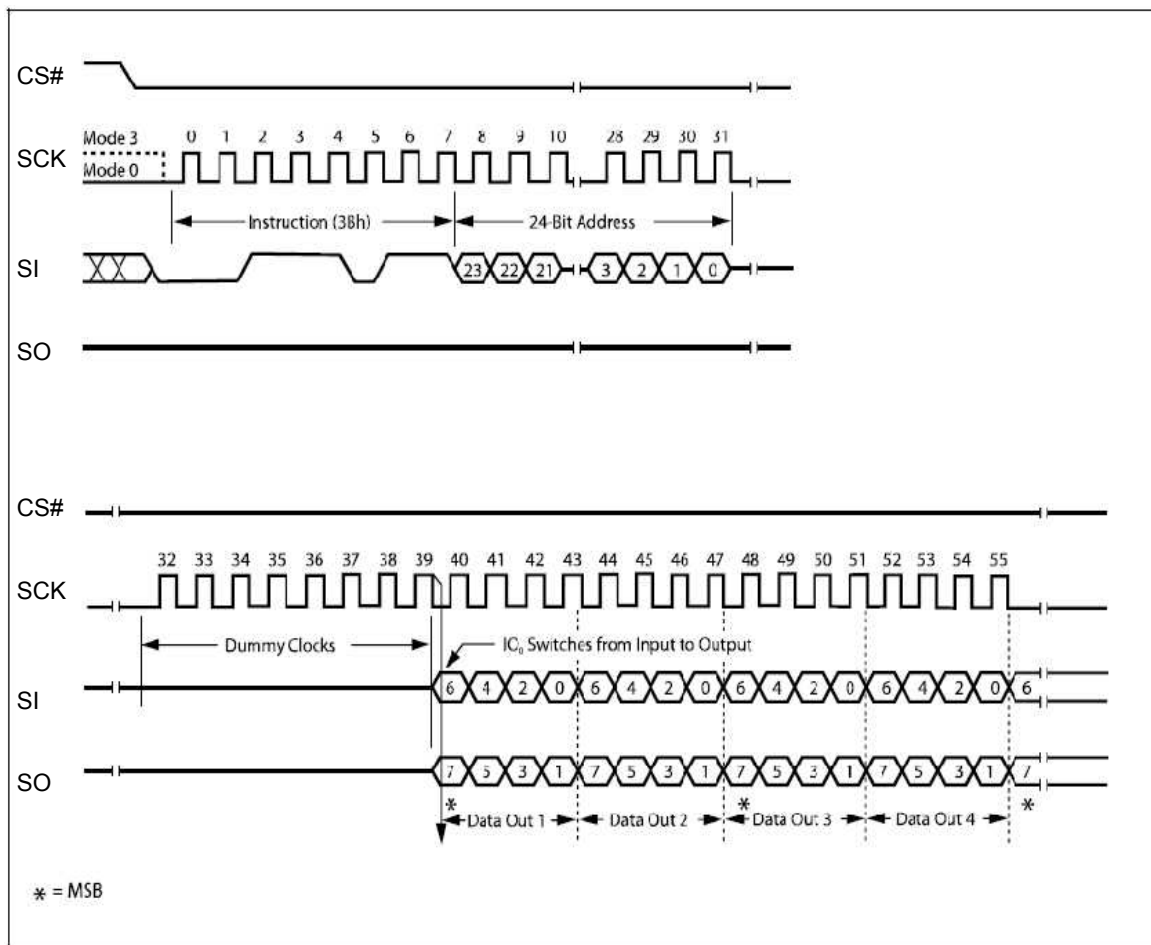 CS#
Mode 3
0 1 2 3 4 5 6 7 8 9 10 28 29 30 31
SCK
Mode 0
Instruction (3Bh) 24-Bit Address
SI
23 22 21 3 2 1 0
SO
CS#
32 33 34 35 36 37 38 39 40 41 42 43 44 45 46 47 48 49 50 51 52 53 54 55
SCK
Dummy Clocks
IO0 Switches from Input to Output
SI
6 4 2 0 6 4 2 0 6 4 2 0 6 4 2 0 6
SO
7 5 3 1 7 5 3 1 7 5 3 1 7 5 3 1 7
* * *
Data Out 1 Data Out 2 Data Out 3 Data Out 4
* = MSB